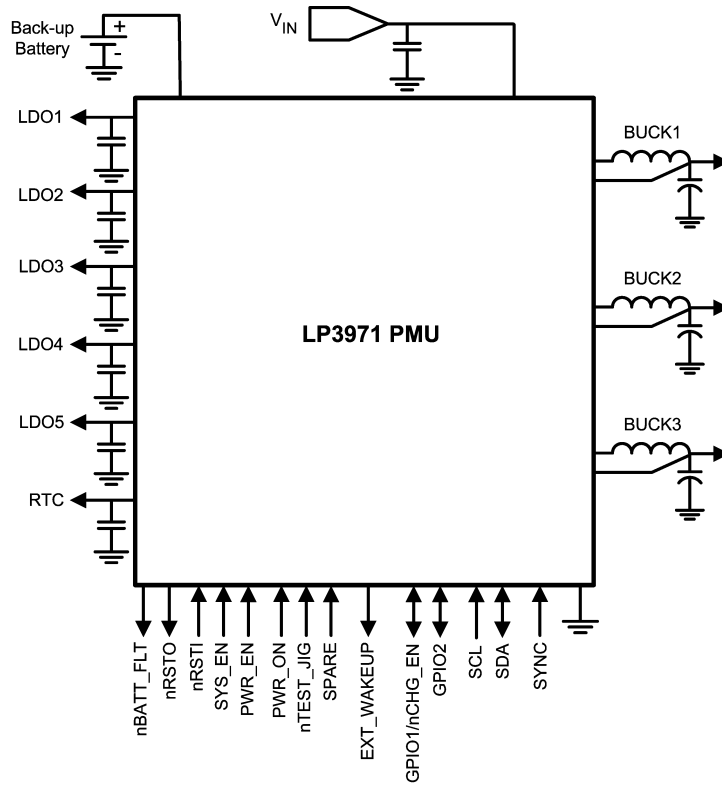 Back-up
Battery
+
-
VIN
LDO1
LDO2
LDO3
LDO4
LDO5
RTC
LP3971 PMU
BUCK1
BUCK2
BUCK3
nBATT_FLT
nRSTO
nRSTI
SYS_EN
PWR_EN
PWR_ON
nTEST_JIG
SPARE
EXT_WAKEUP
GPIO1/nCHG_EN
GPIO2
SCL
SDA
SYNC